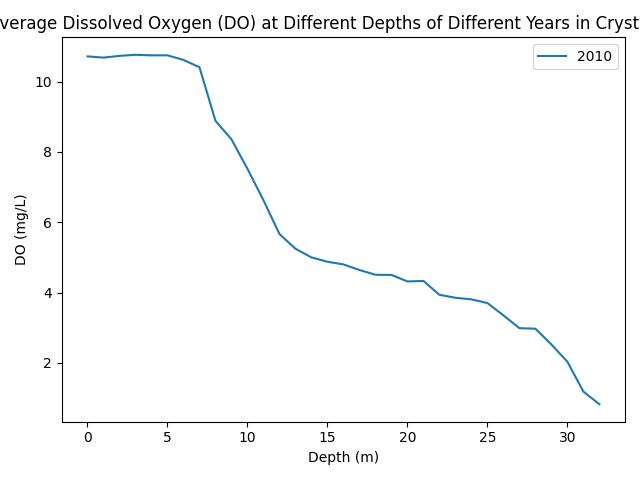 verage Dissolved Oxygen (DO) at Different Depths of Different Years in Cryst
2010
10
8
6
4
2
DO (mg/L)
0 5 10 15 20 25 30
Depth (m)